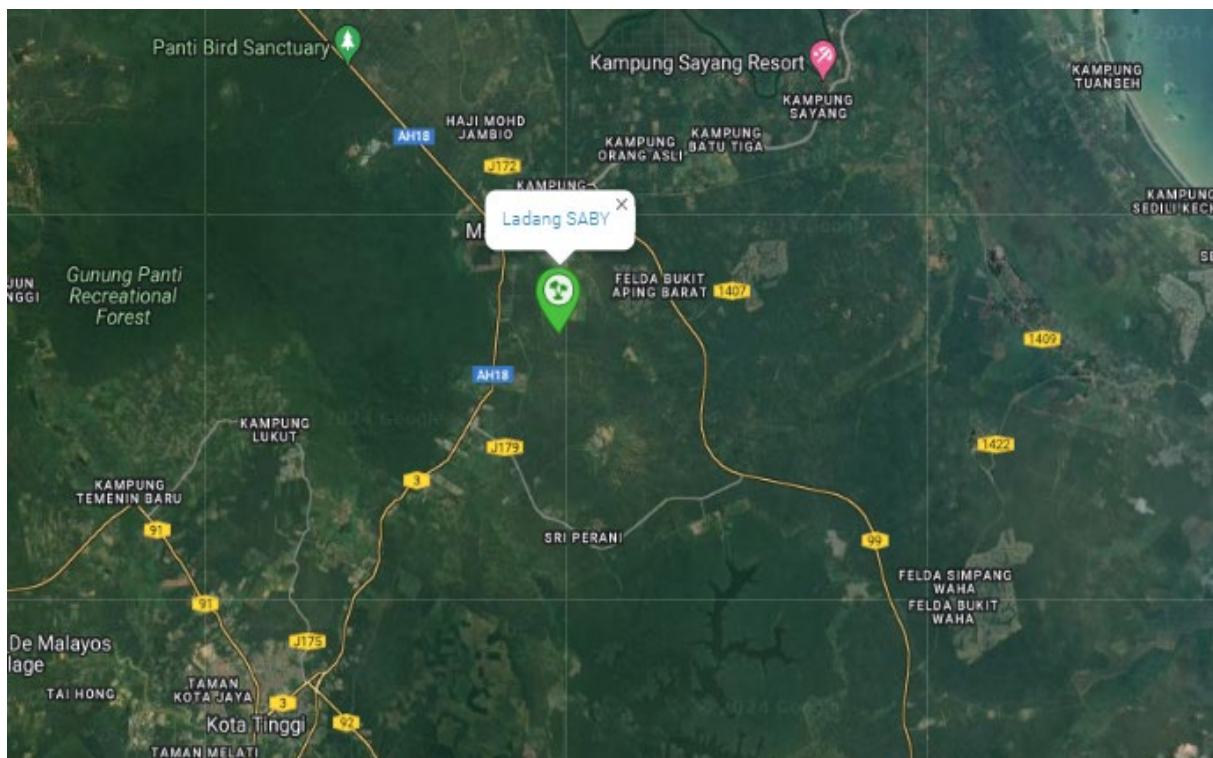 Panti Bird Sanctuary
Kampung Sayang Resort
KAMPUNG
TUANSEH
KAMPUNG
SAYANG
HAJI MOHD
JAMBIO
AH18
KAMPUNG
ORANG ASLI
KAMPUNG
BATU TIGA
J172
KAMPUNG
KAMPUNG
SEDILI KECH
Ladang SABY
×
M
Gunung Panti
Recreational
Forest
JUN
NGGI
FELDA BUKIT
APING BARAT
1407
SE
1409
AH18
KAMPUNG
LUKUT
J179
1422
3
KAMPUNG
TEMENIN BARU
91
SRI PERANI
99
FELDA SIMPANG
WAHA
FELDA BUKIT
WAHA
91
J175
De Malayos
lage
TAI HONG
TAMAN
KOTA JAYA
3
Kota Tinggi
92
TAMAN MELATI